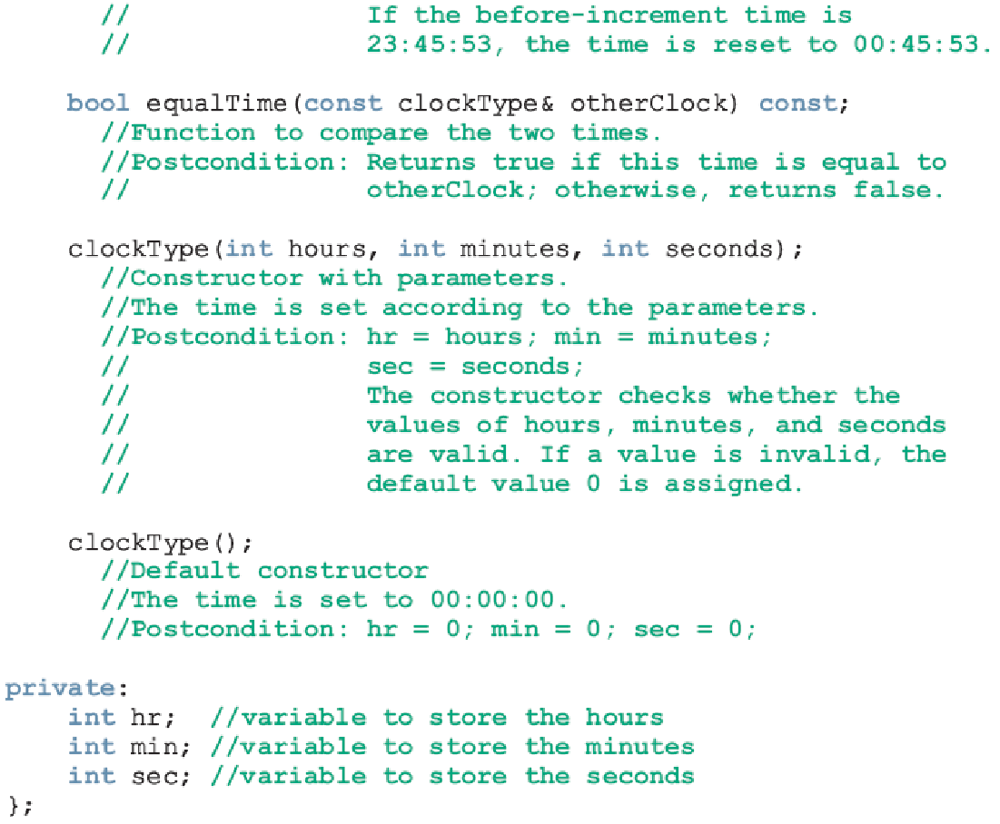 //               If the before-increment time is
//               23:45:53, the time is reset to 00:45:53.
bool equalTime(const clockType& otherClock) const;
//Function to compare the two times.
//Postcondition: Returns true if this time is equal to
//               otherClock; otherwise, returns false.
clockType(int hours, int minutes, int seconds);
//Constructor with parameters.
//The time is set according to the parameters.
//Postcondition: hr = hours; min = minutes;
//               sec = seconds;
//               The constructor checks whether the
//               values of hours, minutes, and seconds
//               are valid. If a value is invalid, the
//               default value 0 is assigned.
clockType();
//Default constructor
//The time is set to 00:00:00.
//Postcondition: hr = 0; min = 0; sec = 0;
private:
int hr;  //variable to store the hours
int min; //variable to store the minutes
int sec; //variable to store the seconds
};